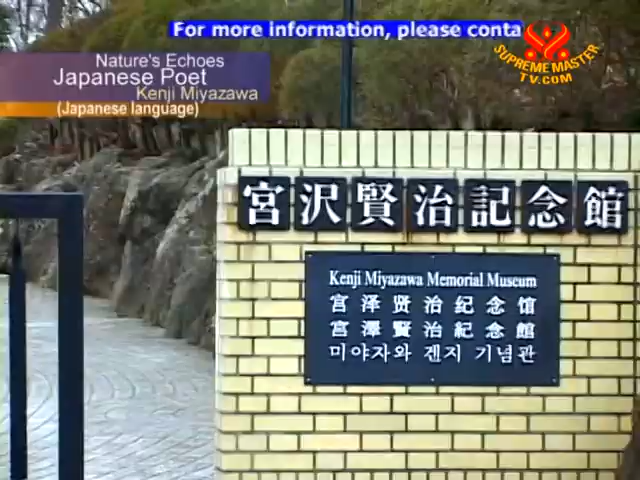 For more information, please conta
Nature's Echoes
Japanese Poet
Kenji Miyazawa
(Japanese language)
SUPREME MASTER
TV.COM
宮沢賢治記念館
Kenji Miyazawa Memorial Museum
宫泽贤治纪念馆
宮澤賢治紀念館
미야자와 겐지 기념관